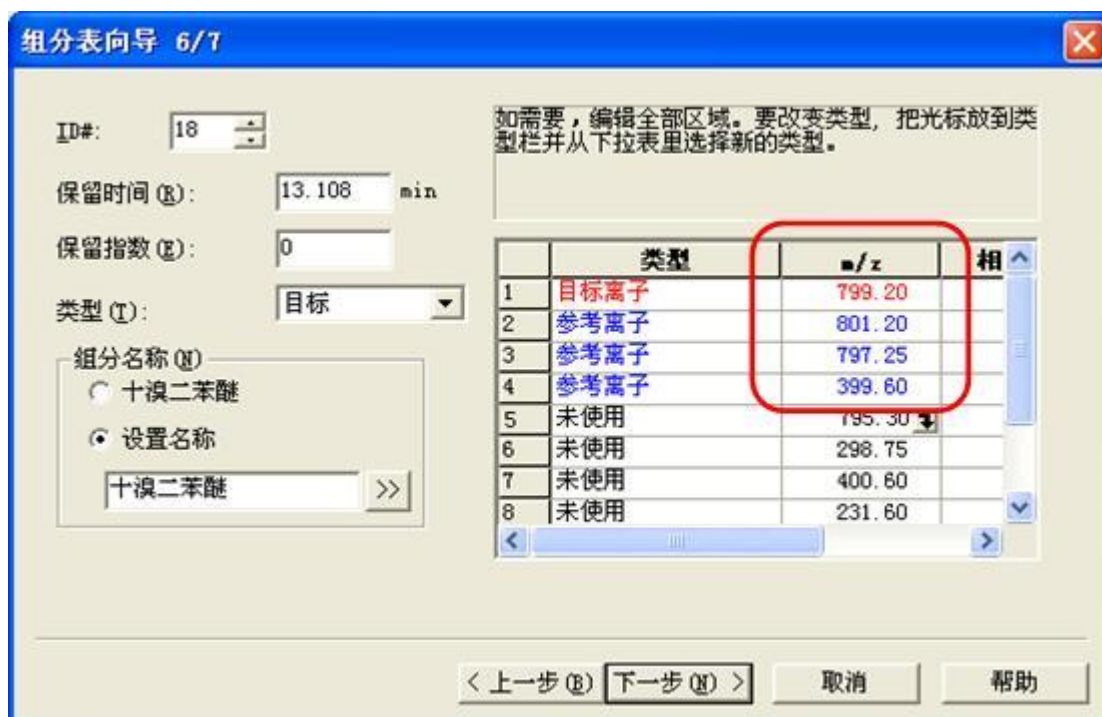 组分表向导 6/7
ID#: 18
保留时间(R): 13.108 min
保留指数(E): 0
类型(T): 目标
组分名称(N)
十溴二苯醚
设置名称
十溴二苯醚 >>
如需要,编辑全部区域。要改变类型,把光标放到类
型栏并从下拉表里选择新的类型。
类型 m/z 相
1 目标离子 799.20
2 参考离子 801.20
3 参考离子 797.25
4 参考离子 399.60
5 未使用 795.30
6 未使用 298.75
7 未使用 400.60
8 未使用 231.60
< 上一步(B) 下一步(N) > 取消 帮助